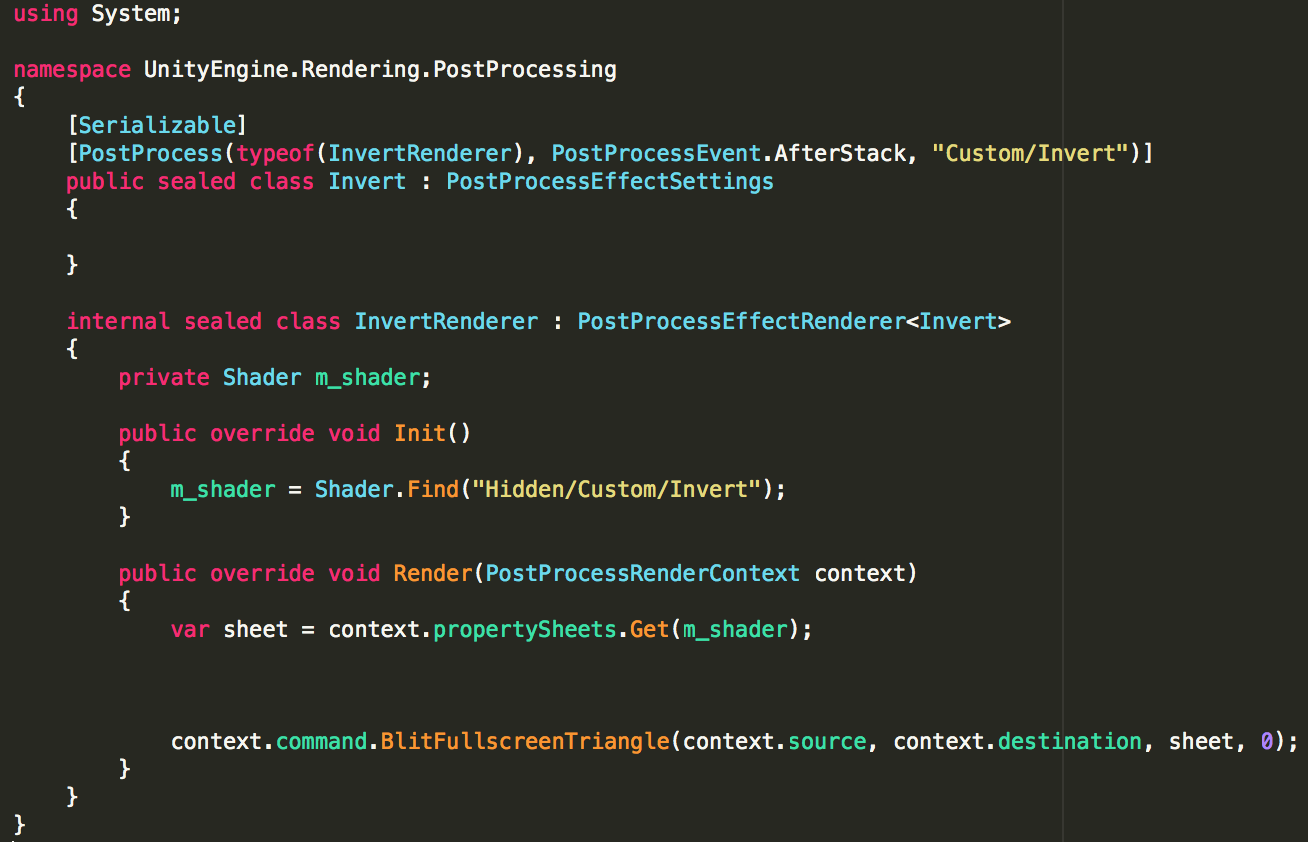 using System;

namespace UnityEngine.Rendering.PostProcessing
{
    [Serializable]
    [PostProcess(typeof(InvertRenderer), PostProcessEvent.AfterStack, "Custom/Invert")]
    public sealed class Invert : PostProcessEffectSettings
    {

    }

    internal sealed class InvertRenderer : PostProcessEffectRenderer<Invert>
    {
        private Shader m_shader;

        public override void Init()
        {
            m_shader = Shader.Find("Hidden/Custom/Invert");
        }

        public override void Render(PostProcessRenderContext context)
        {
            var sheet = context.propertySheets.Get(m_shader);



            context.command.BlitFullscreenTriangle(context.source, context.destination, sheet, 0);
        }
    }
}